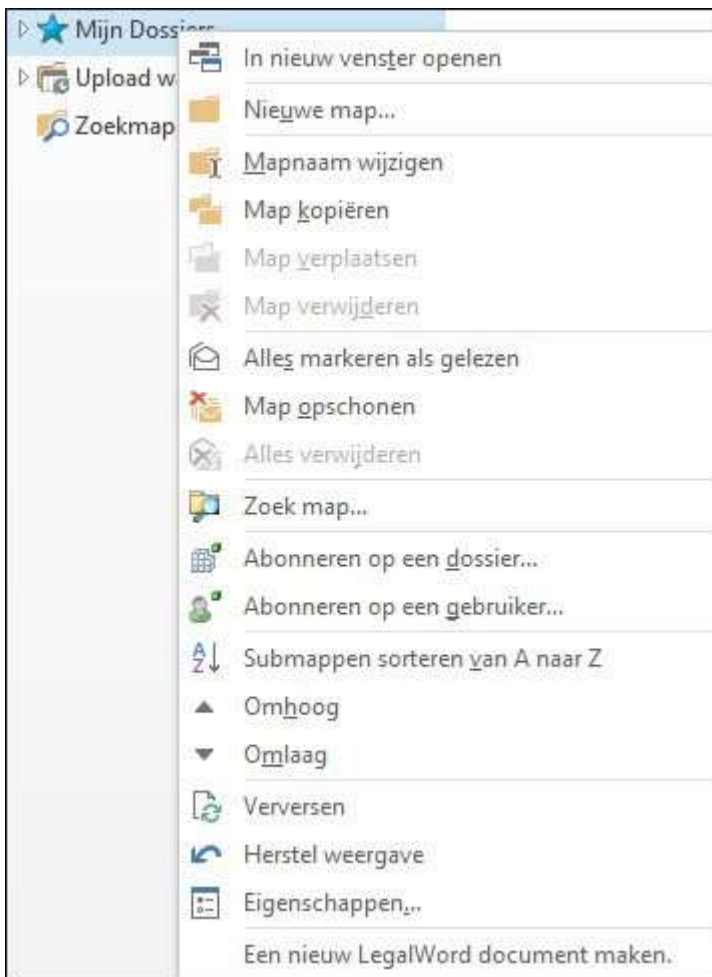 Mijn Dossiers
Upload w
Zoekmap
In nieuw venster openen
Nieuwe map...
Mapnaam wijzigen
Map kopiëren
Map verplaatsen
Map verwijderen
Alles markeren als gelezen
Map opschonen
Alles verwijderen
Zoek map...
Abonneren op een dossier...
Abonneren op een gebruiker...
Submappen sorteren van A naar Z
Omhoog
Omlaag
Verversen
Herstel weergave
Eigenschappen...
Een nieuw LegalWord document maken.